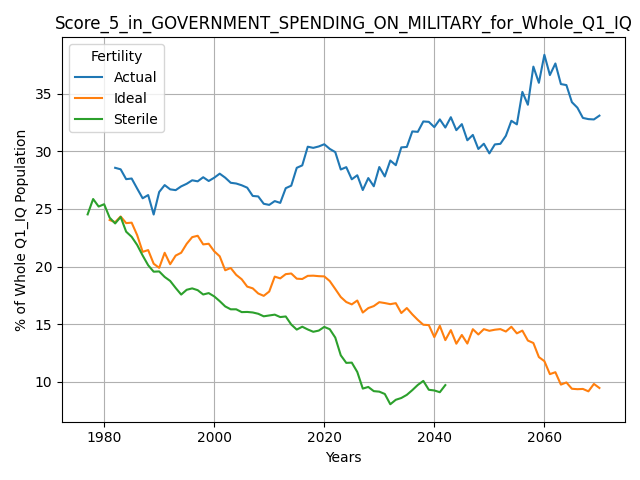 Score_5_in_GOVERNMENT_SPENDING_ON_MILITARY_for_Whole_Q1_IQ
Fertility
Actual
Ideal
Sterile
% of Whole Q1_IQ Population
35
30
25
20
15
10
1980 2000 2020 2040 2060
Years